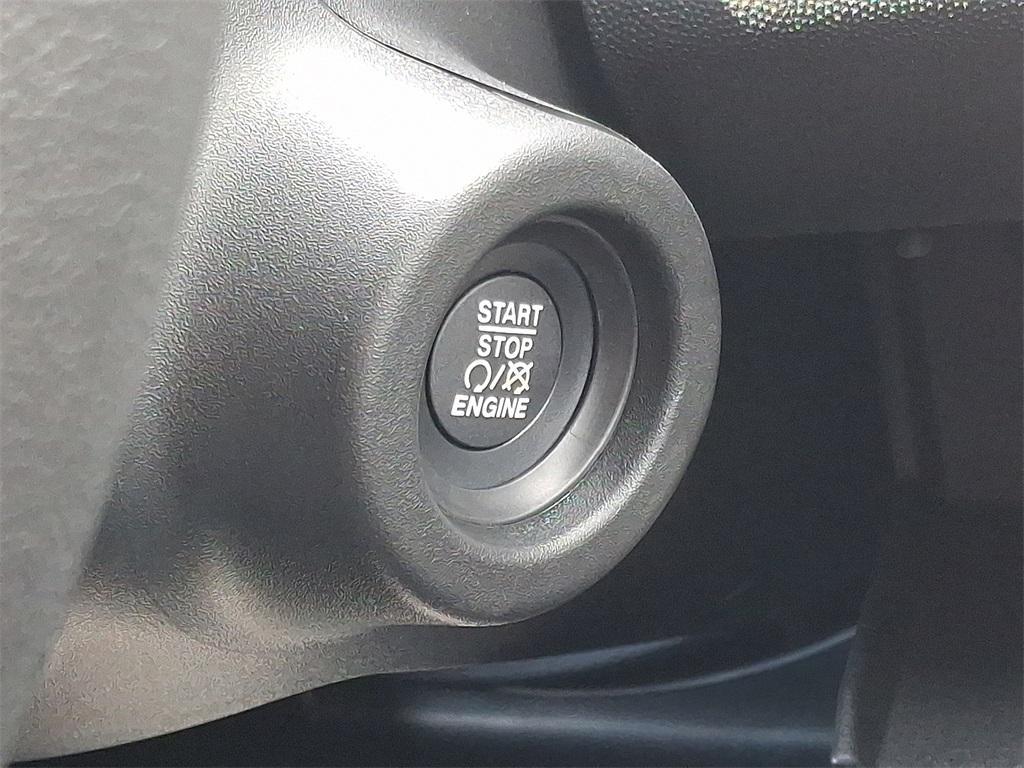 START
STOP
/
ENGINE